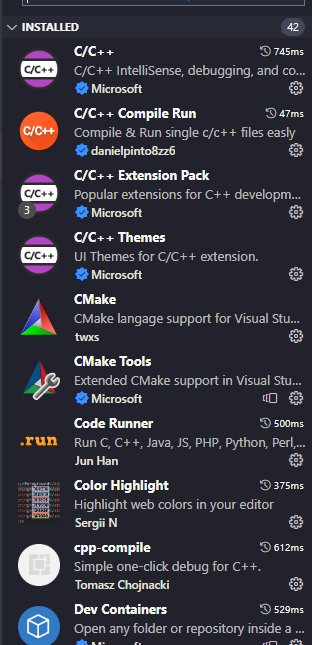 INSTALLED 42
C/C++ 745ms
C/C++ C/C++ IntelliSense, debugging, and co...
Microsoft
C/C++ Compile Run 47ms
C/C++ Compile & Run single c/c++ files easly
danielpinto8zz6
C/C++ Extension Pack
C/C++ Popular extensions for C++ developm...
3 Microsoft
C/C++ Themes
C/C++ UI Themes for C/C++ extension.
Microsoft
CMake
CMake langage support for Visual Stu...
twxs
CMake Tools
Extended CMake support in Visual Stu...
Microsoft
Code Runner 500ms
.run Run C, C++, Java, JS, PHP, Python, Perl,...
Jun Han
Color Highlight 375ms
Highlight web colors in your editor
Sergii N
cpp-compile 612ms
Simple one-click debug for C++.
Tomasz Chojnacki
Dev Containers 529ms
Open any folder or repository inside a ...
Microsoft